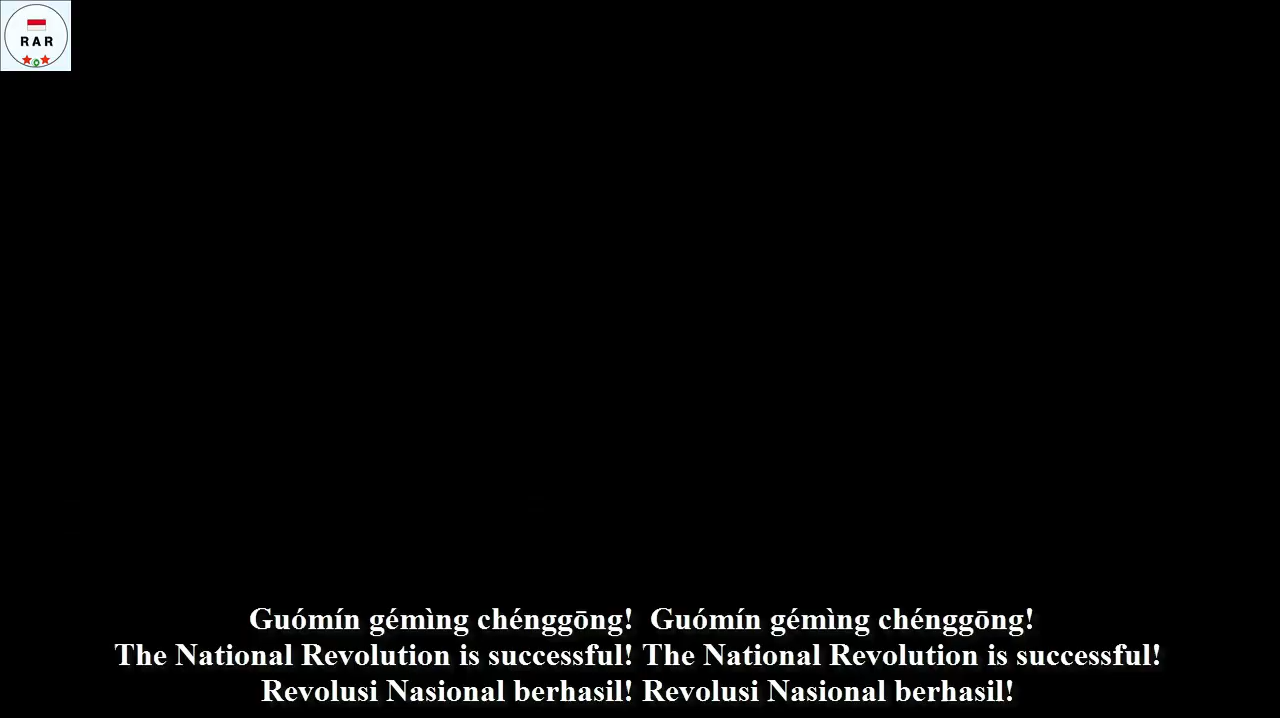 RAR
Guómín gémìng chénggōng!  Guómín gémìng chénggōng!
The National Revolution is successful! The National Revolution is successful!
Revolusi Nasional berhasil! Revolusi Nasional berhasil!